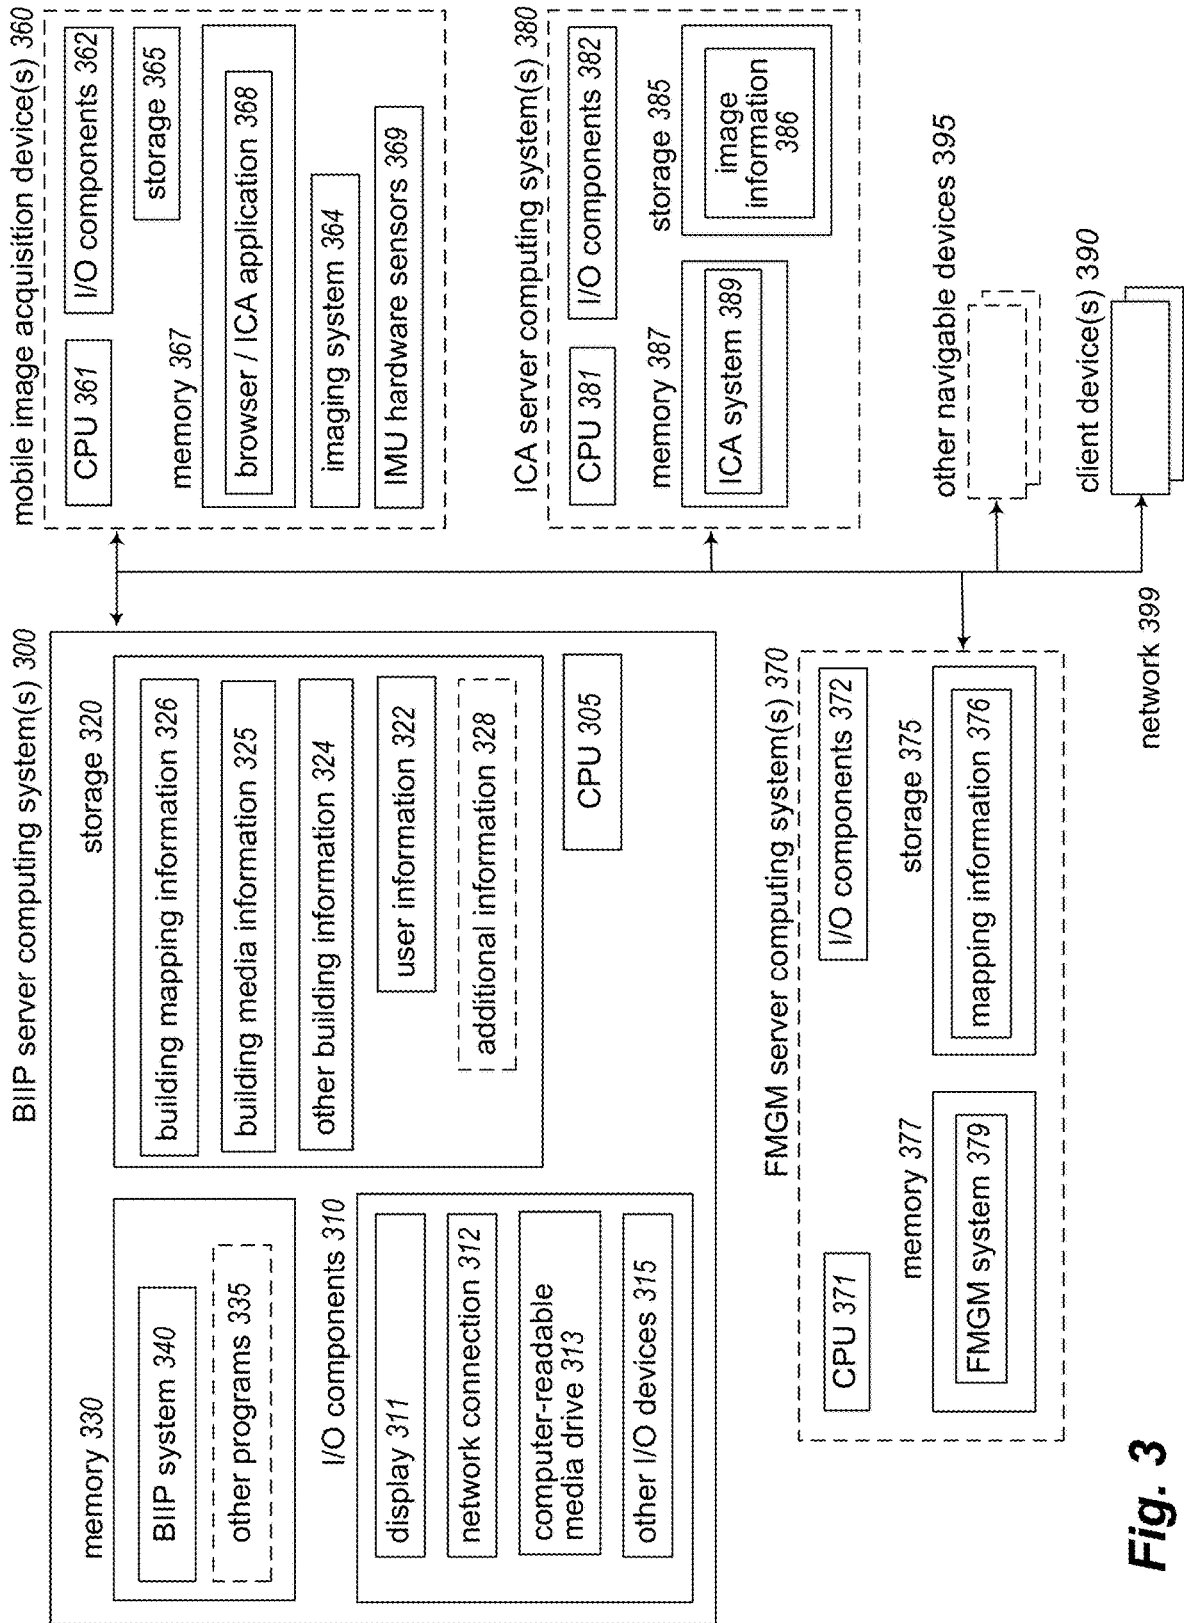 BIIP server computing system(s) 300
memory 330
BIIP system 340
other programs 335
I/O components 310
display 311
network connection 312
computer-readable
media drive 313
other I/O devices 315
storage 320
building mapping information 326
building media information 325
other building information 324
user information 322
additional information 328
CPU 305
mobile image acquisition device(s) 360
CPU 361
I/O components 362
memory 367
storage 365
browser / ICA application 368
imaging system 364
IMU hardware sensors 369
ICA server computing system(s) 380
CPU 381
I/O components 382
memory 387
ICA system 389
storage 385
image
information
386
FMGM server computing system(s) 370
CPU 371
I/O components 372
memory 377
FMGM system 379
storage 375
mapping information 376
other navigable devices 395
client device(s) 390
network 399
Fig. 3